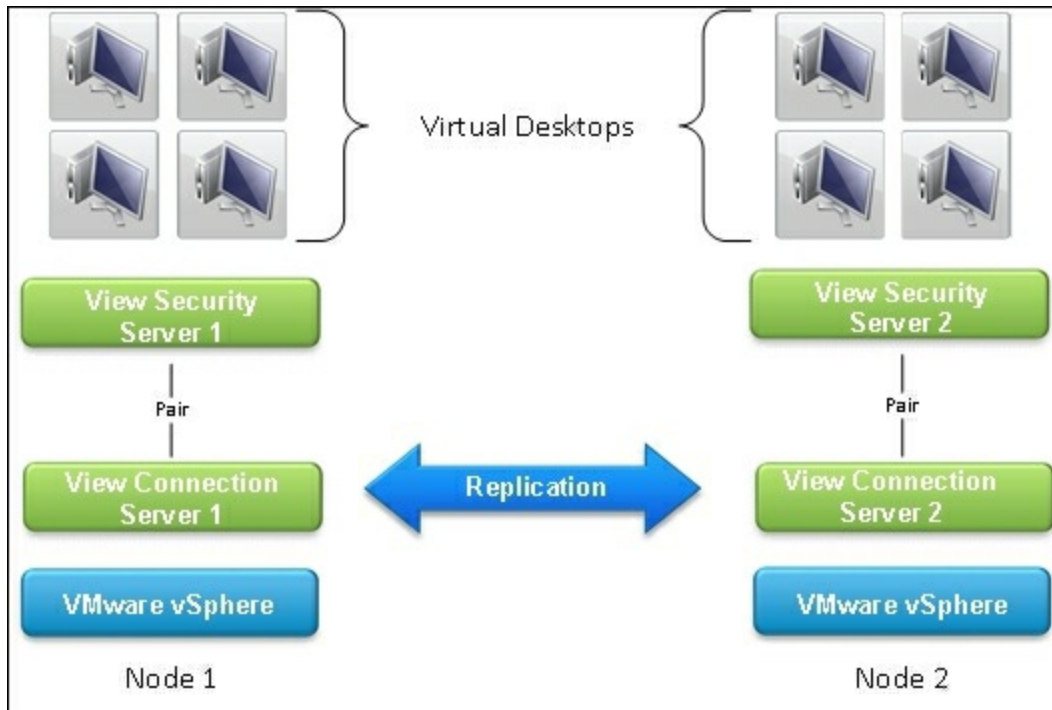 Virtual Desktops
View Security
Server 1
View Security
Server 2
Pair
Pair
View Connection
Server 1
Replication
View Connection
Server 2
VMware vSphere
VMware vSphere
Node 1
Node 2